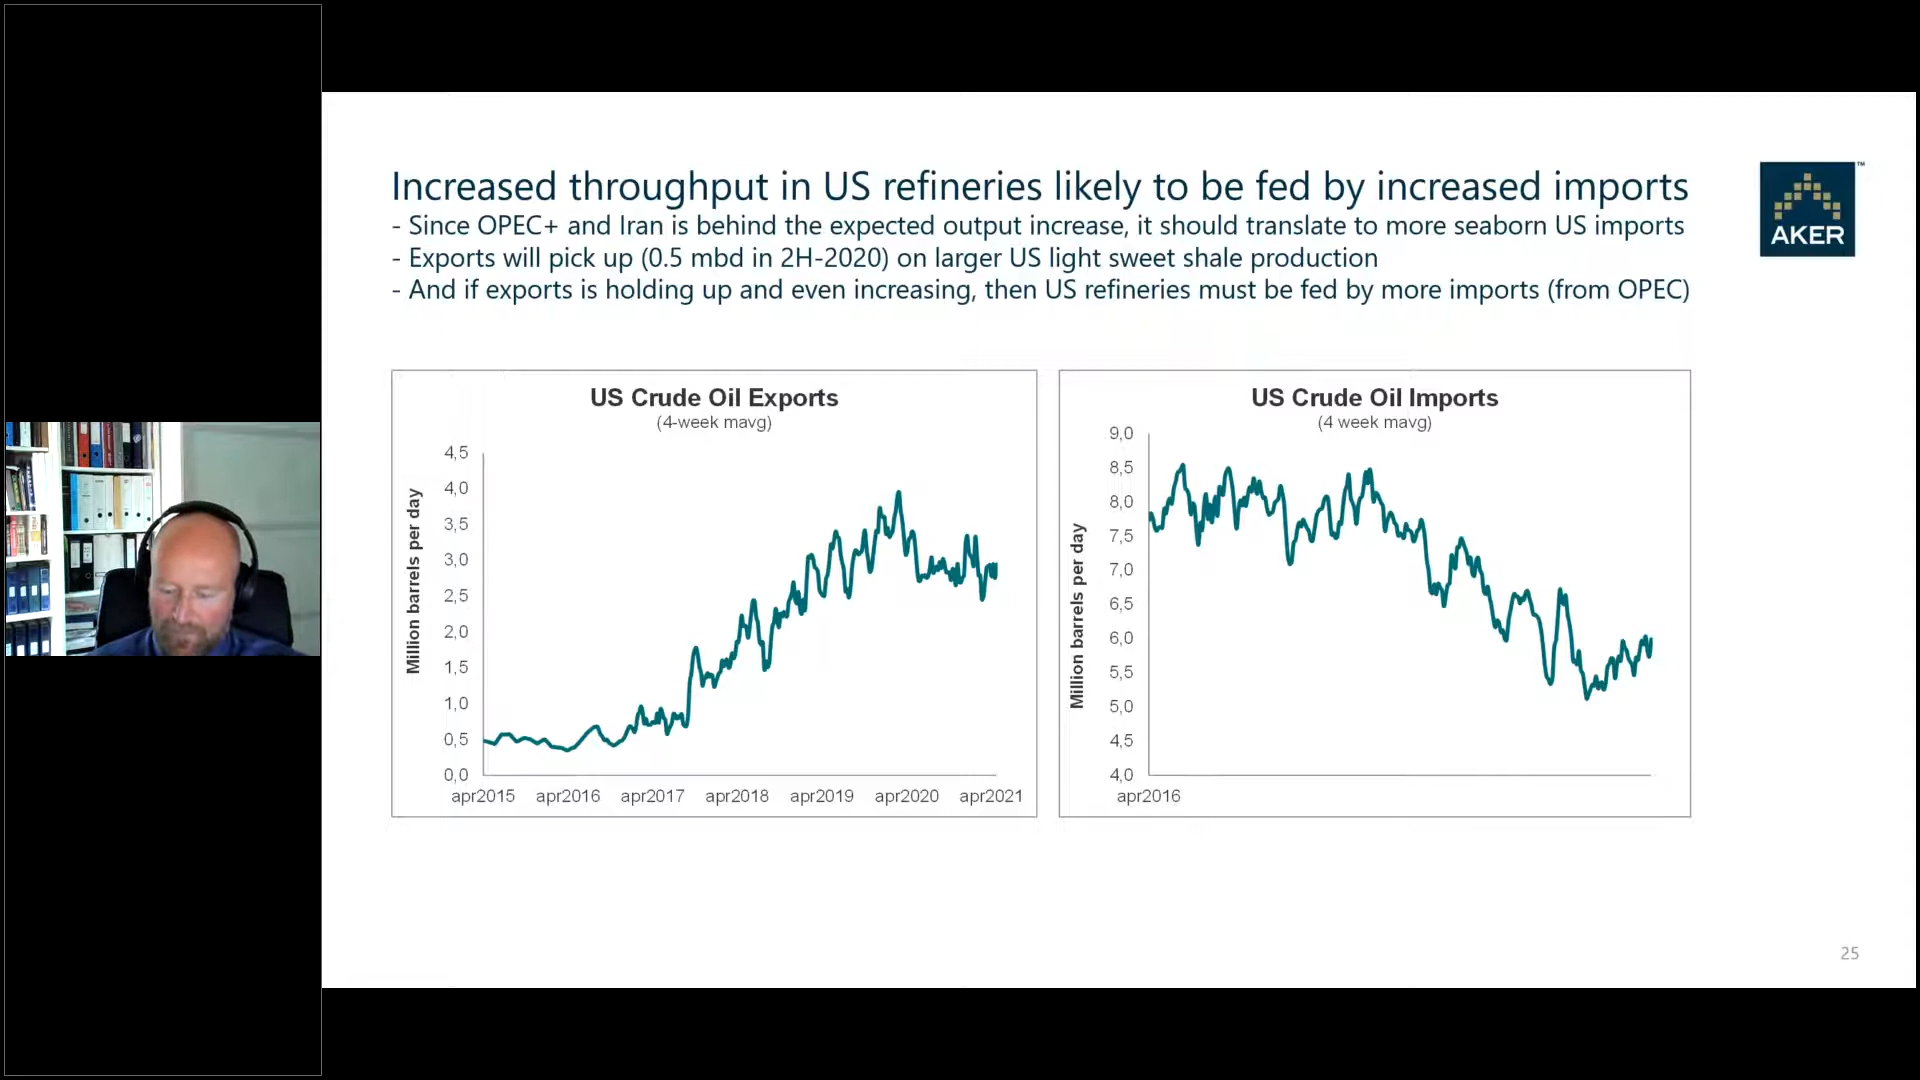 Increased throughput in US refineries likely to be fed by increased imports
- Since OPEC+ and Iran is behind the expected output increase, it should translate to more seaborn US imports
- Exports will pick up (0.5 mbd in 2H-2020) on larger US light sweet shale production
- And if exports is holding up and even increasing, then US refineries must be fed by more imports (from OPEC)
AKER
™
US Crude Oil Exports
(4-week mavg)
Million barrels per day
4,5
4,0
3,5
3,0
2,5
2,0
1,5
1,0
0,5
0,0
apr2015 apr2016 apr2017 apr2018 apr2019 apr2020 apr2021
US Crude Oil Imports
(4 week mavg)
Million barrels per day
9,0
8,5
8,0
7,5
7,0
6,5
6,0
5,5
5,0
4,5
4,0
apr2016
25